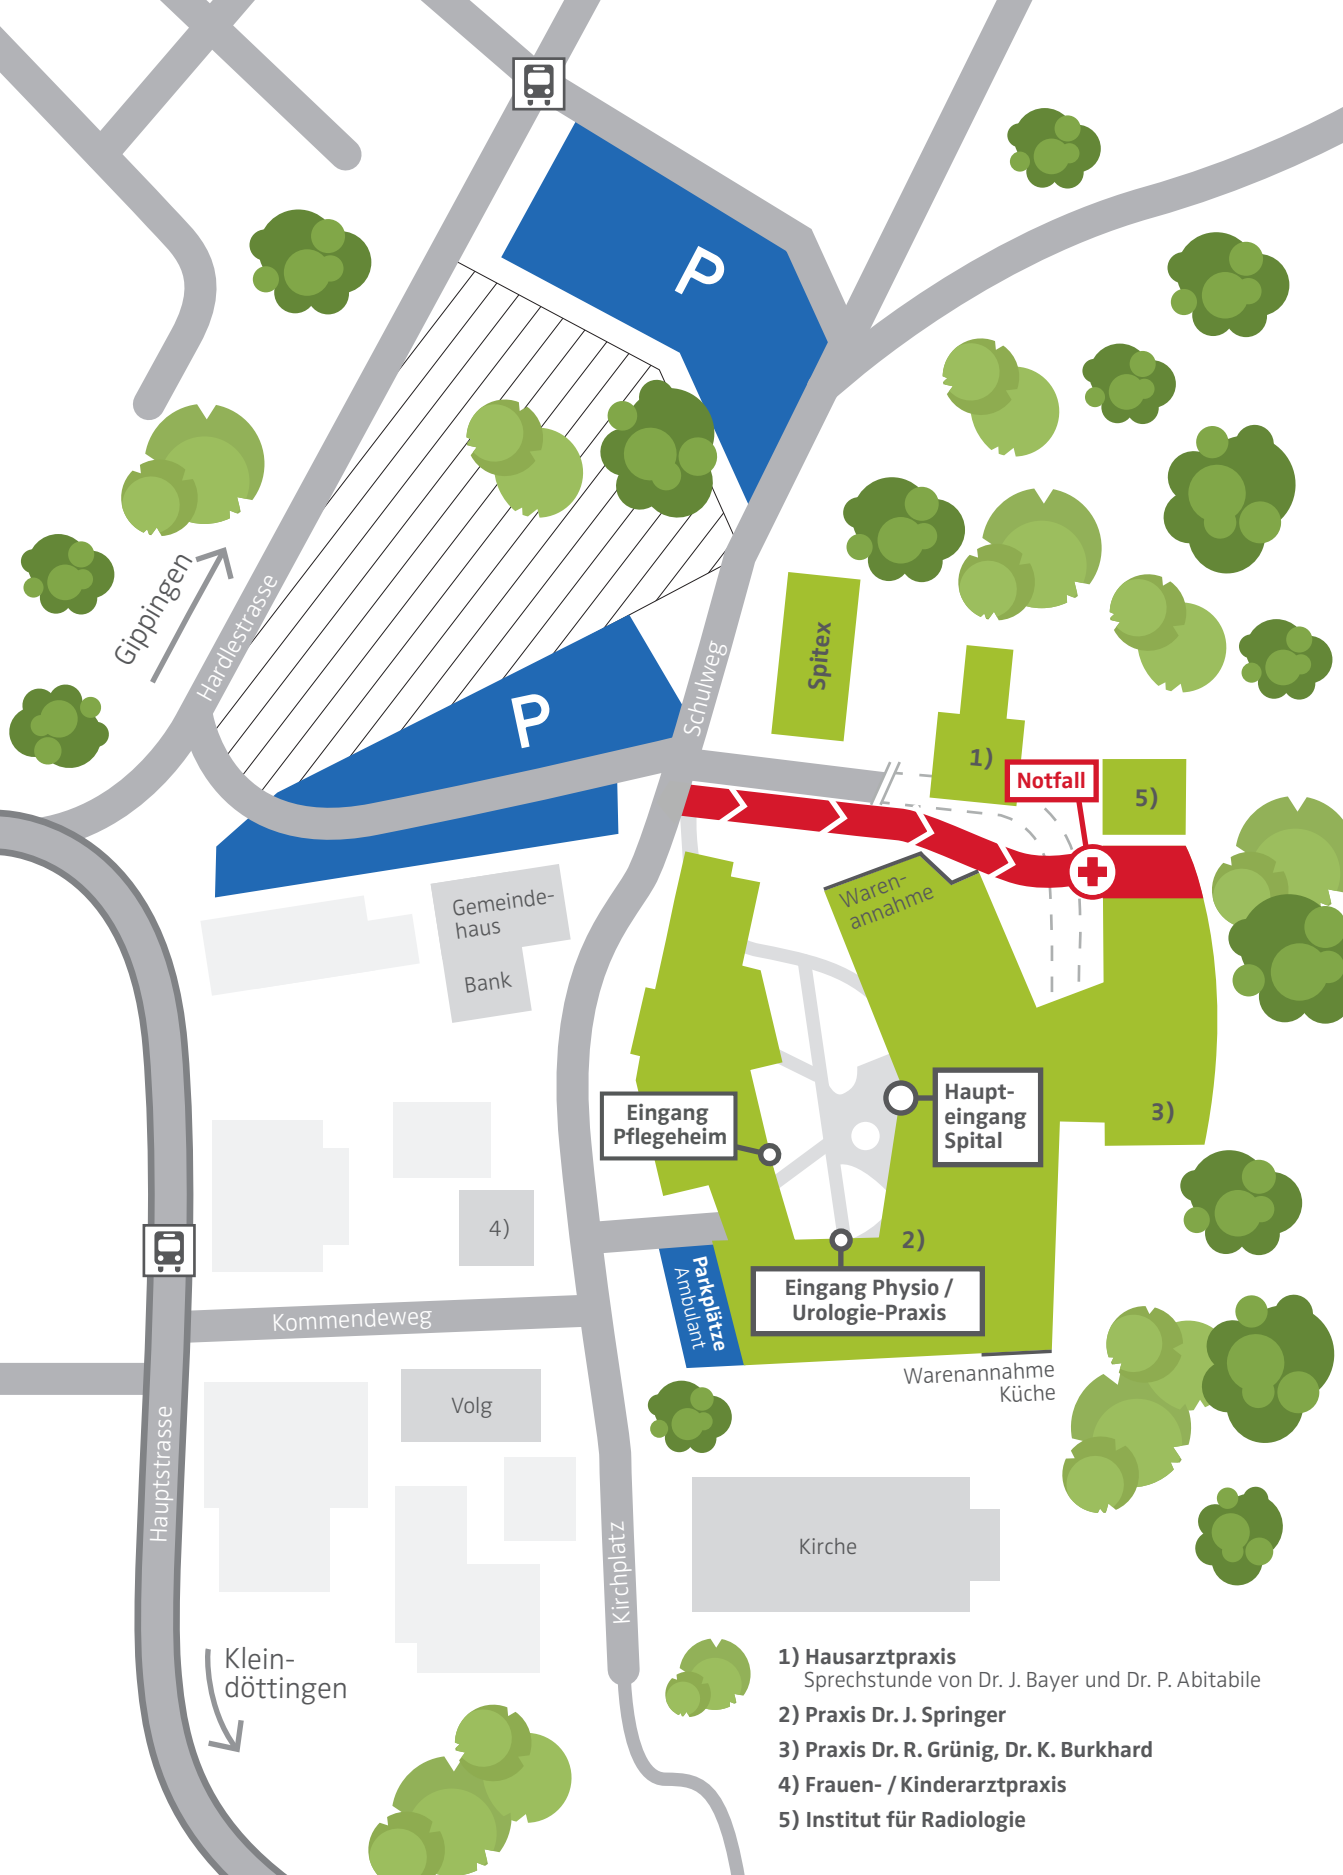 P
Gippingen
Hardlestrasse
Spitex
Schulweg
P
1)
Notfall
5)
Waren-
annahme
Gemeinde-
haus
Bank
Haupt-
eingang
Spital
3)
Eingang
Pflegeheim
4)
2)
Parkplätze
Ambulant
Eingang Physio /
Urologie-Praxis
Kommendeweg
Warenannahme
Küche
Volg
Hauptstrasse
Kirchplatz
Kirche
Klein-
döttingen
1) Hausarztpraxis
Sprechstunde von Dr. J. Bayer und Dr. P. Abitabile
2) Praxis Dr. J. Springer
3) Praxis Dr. R. Grünig, Dr. K. Burkhard
4) Frauen- / Kinderarztpraxis
5) Institut für Radiologie